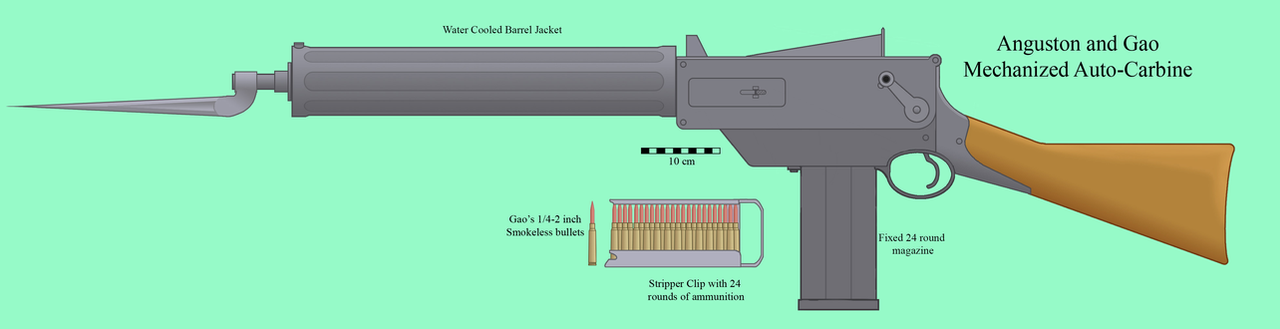 Water Cooled Barrel Jacket
Anguston and Gao
Mechanized Auto-Carbine
10 cm
Gao's 1/4-2 inch
Smokeless bullets
Fixed 24 round
magazine
Stripper Clip with 24
rounds of ammunition